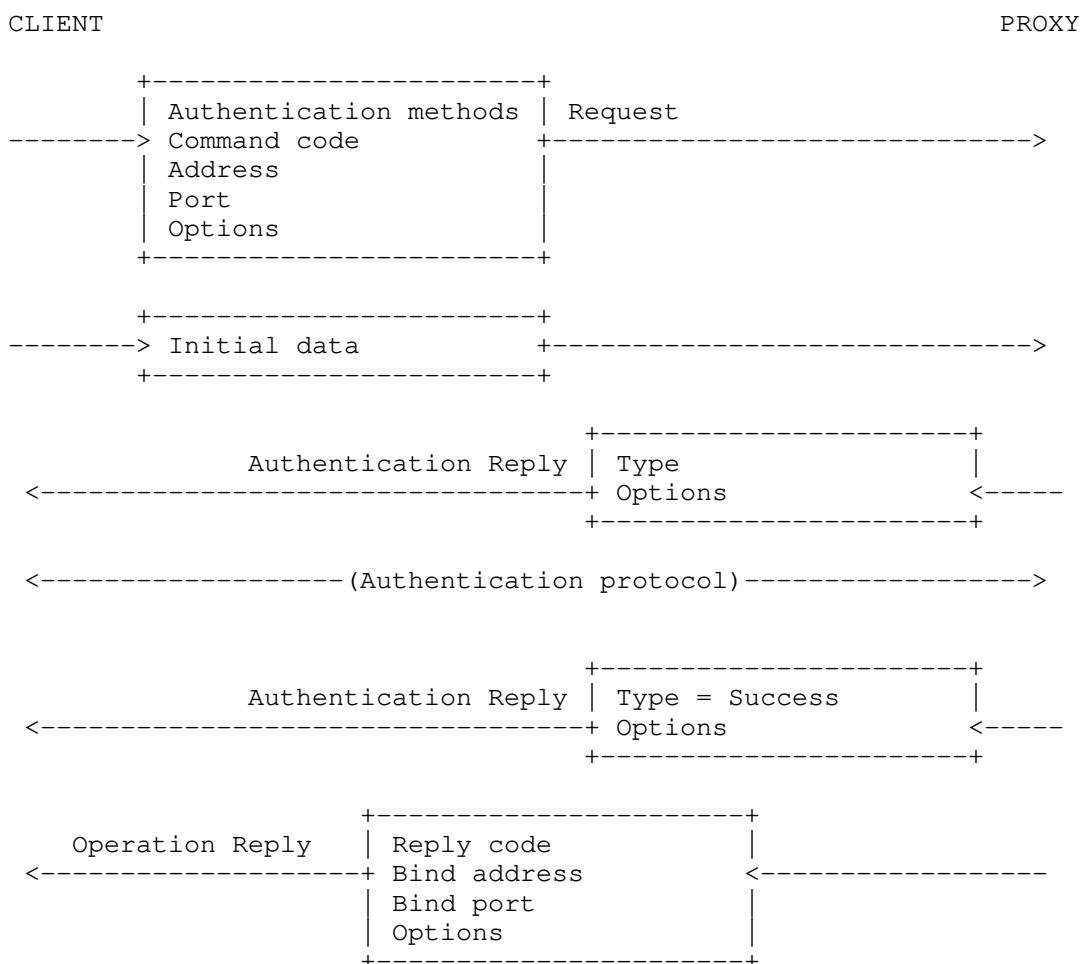 CLIENT PROXY
Authentication methods Request
Command code
Address
Port
Options
Initial data
Authentication Reply Type
Options
(Authentication protocol)
Authentication Reply Type = Success
Options
Operation Reply Reply code
Bind address
Bind port
Options